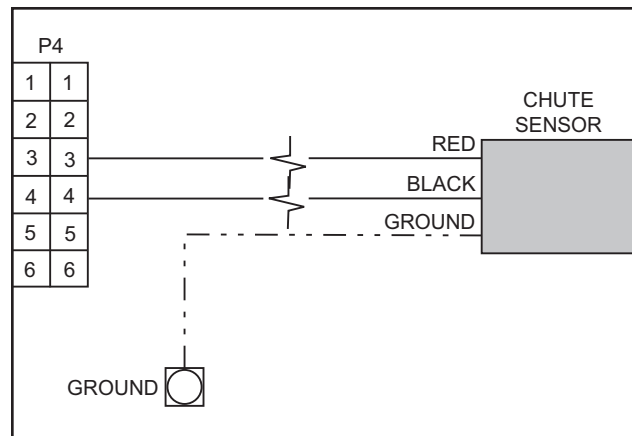 P4
1 1
2 2
3 3
4 4
5 5
6 6
CHUTE
SENSOR
RED
BLACK
GROUND
GROUND